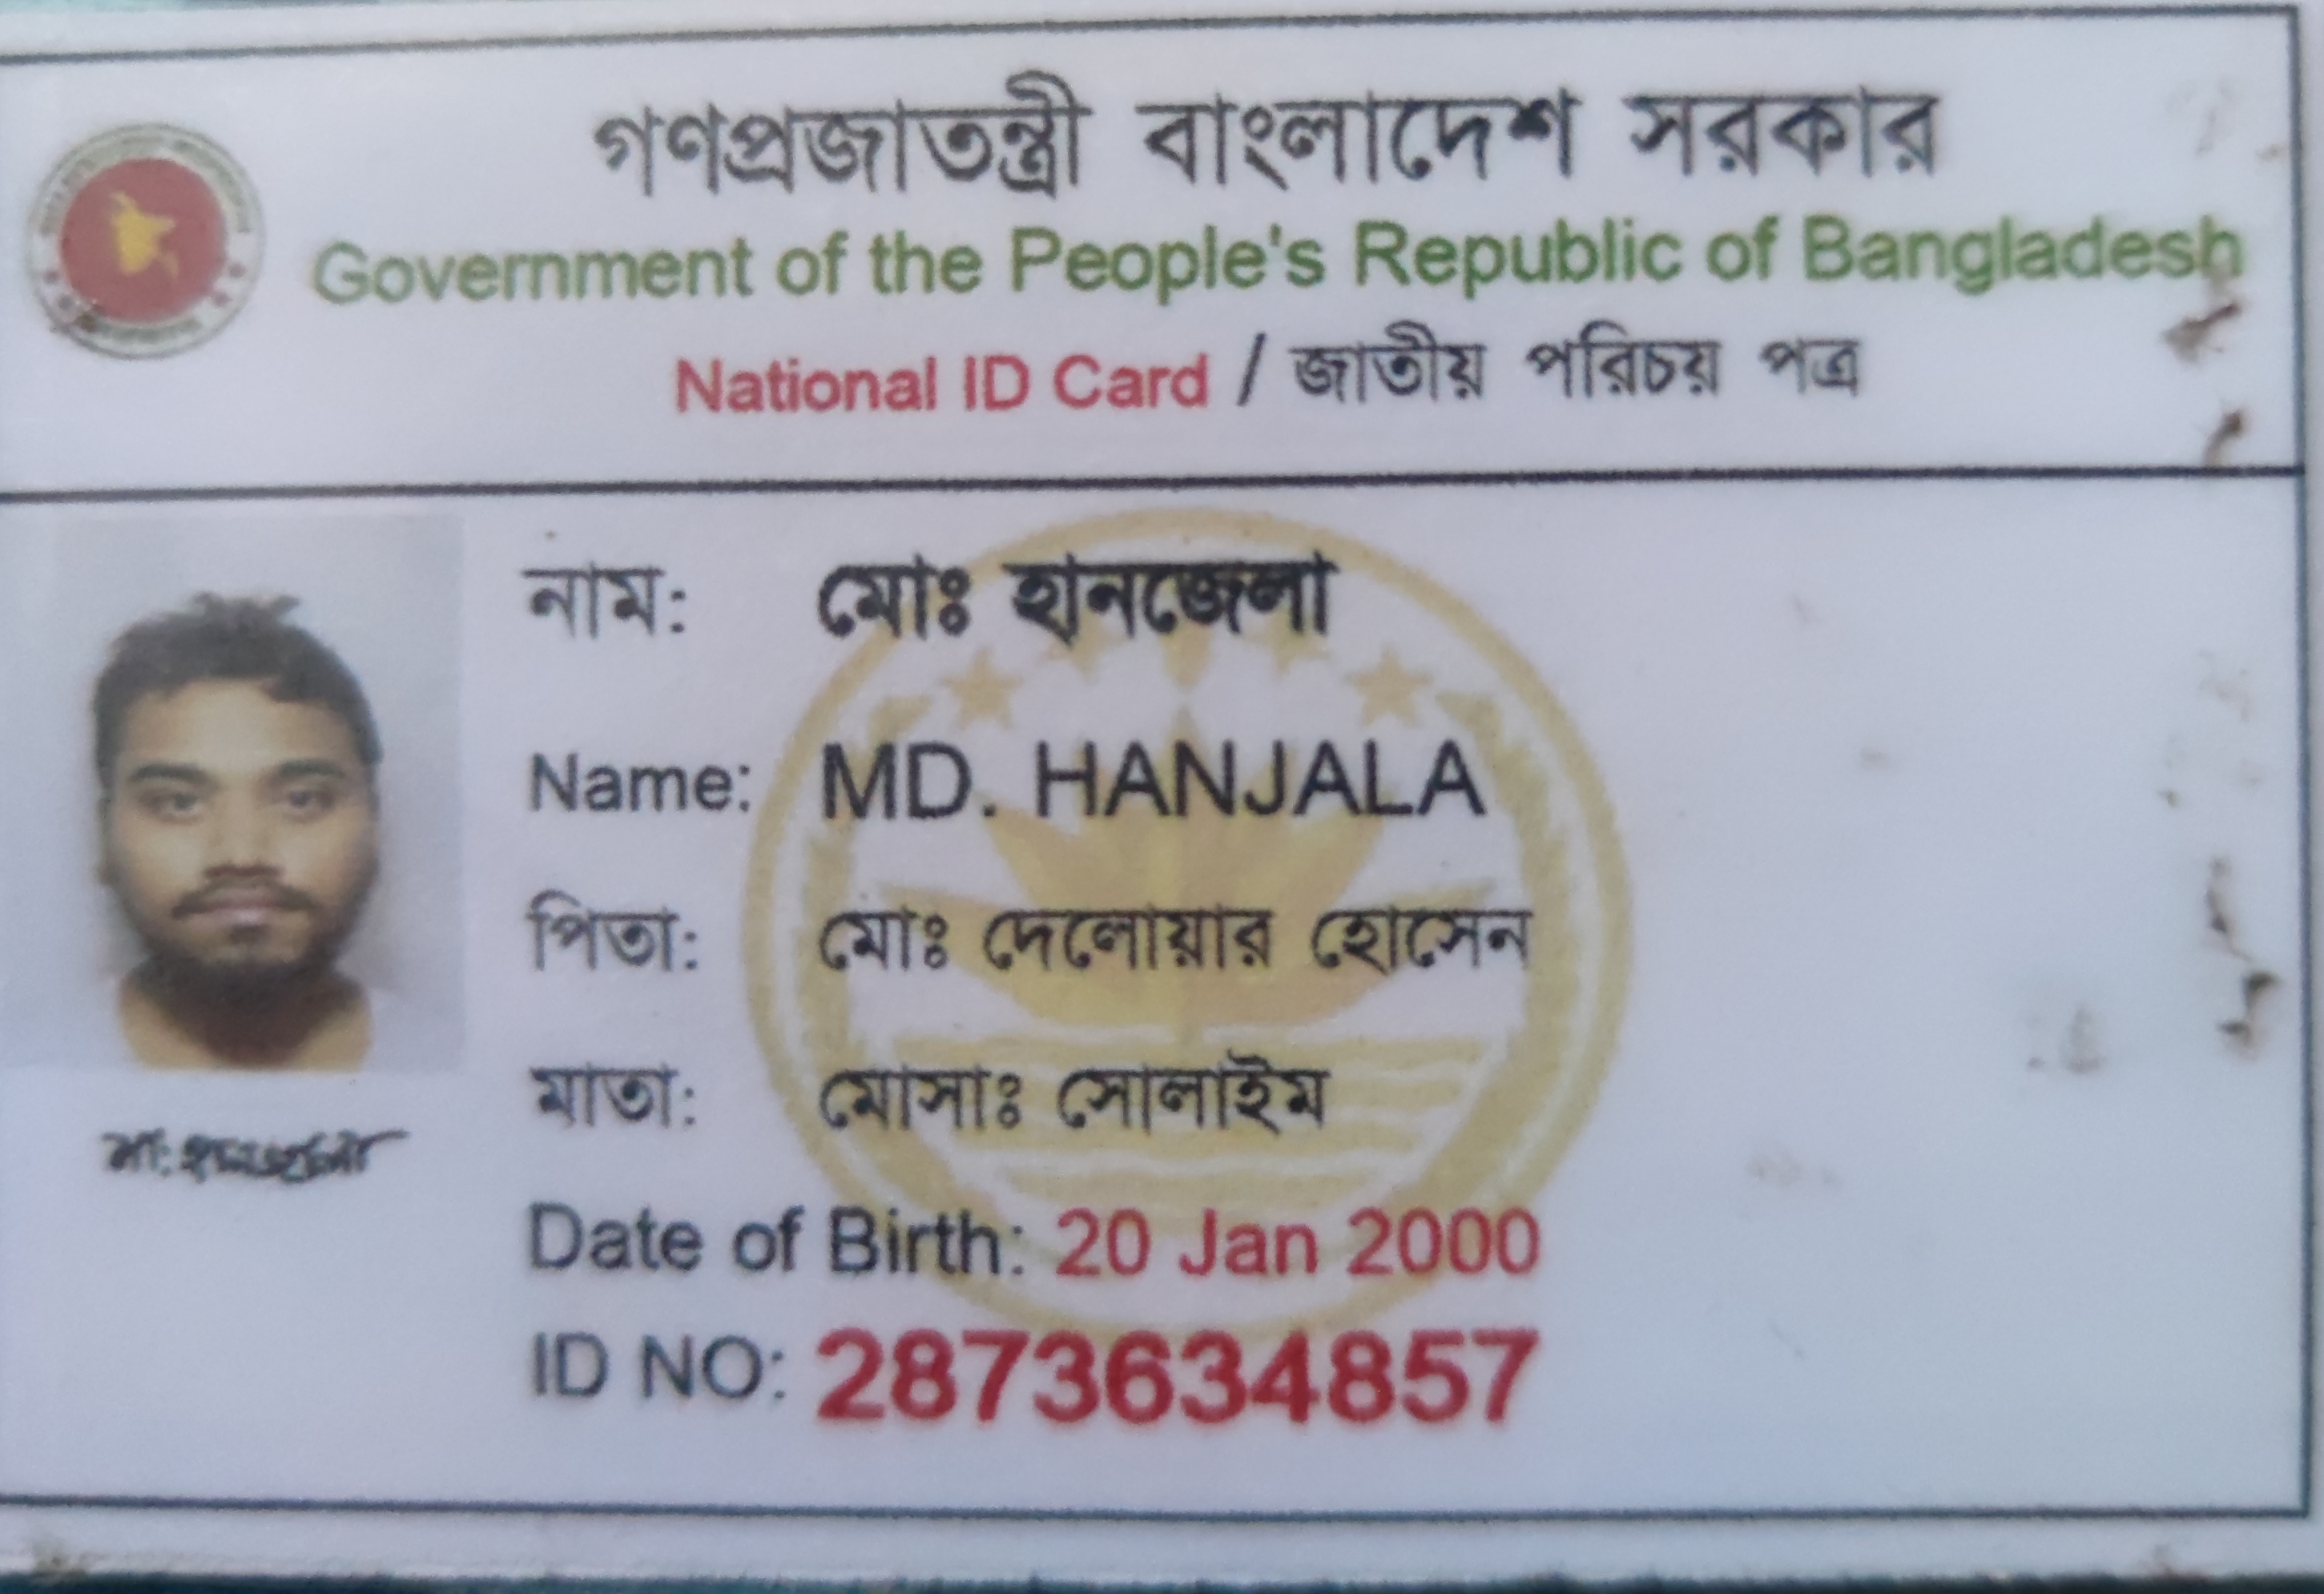 গণপ্রজাতন্ত্রী বাংলাদেশ সরকার
Government of the People's Republic of Bangladesh
National ID Card / জাতীয় পরিচয় পত্র
নাম: মোঃ হানজেলা
Name: MD. HANJALA
পিতা: মোঃ দেলোয়ার হোসেন
মাতা: মোসাঃ সোলাইম
মো: হানজেলা
Date of Birth: 20 Jan 2000
ID NO: 2873634857